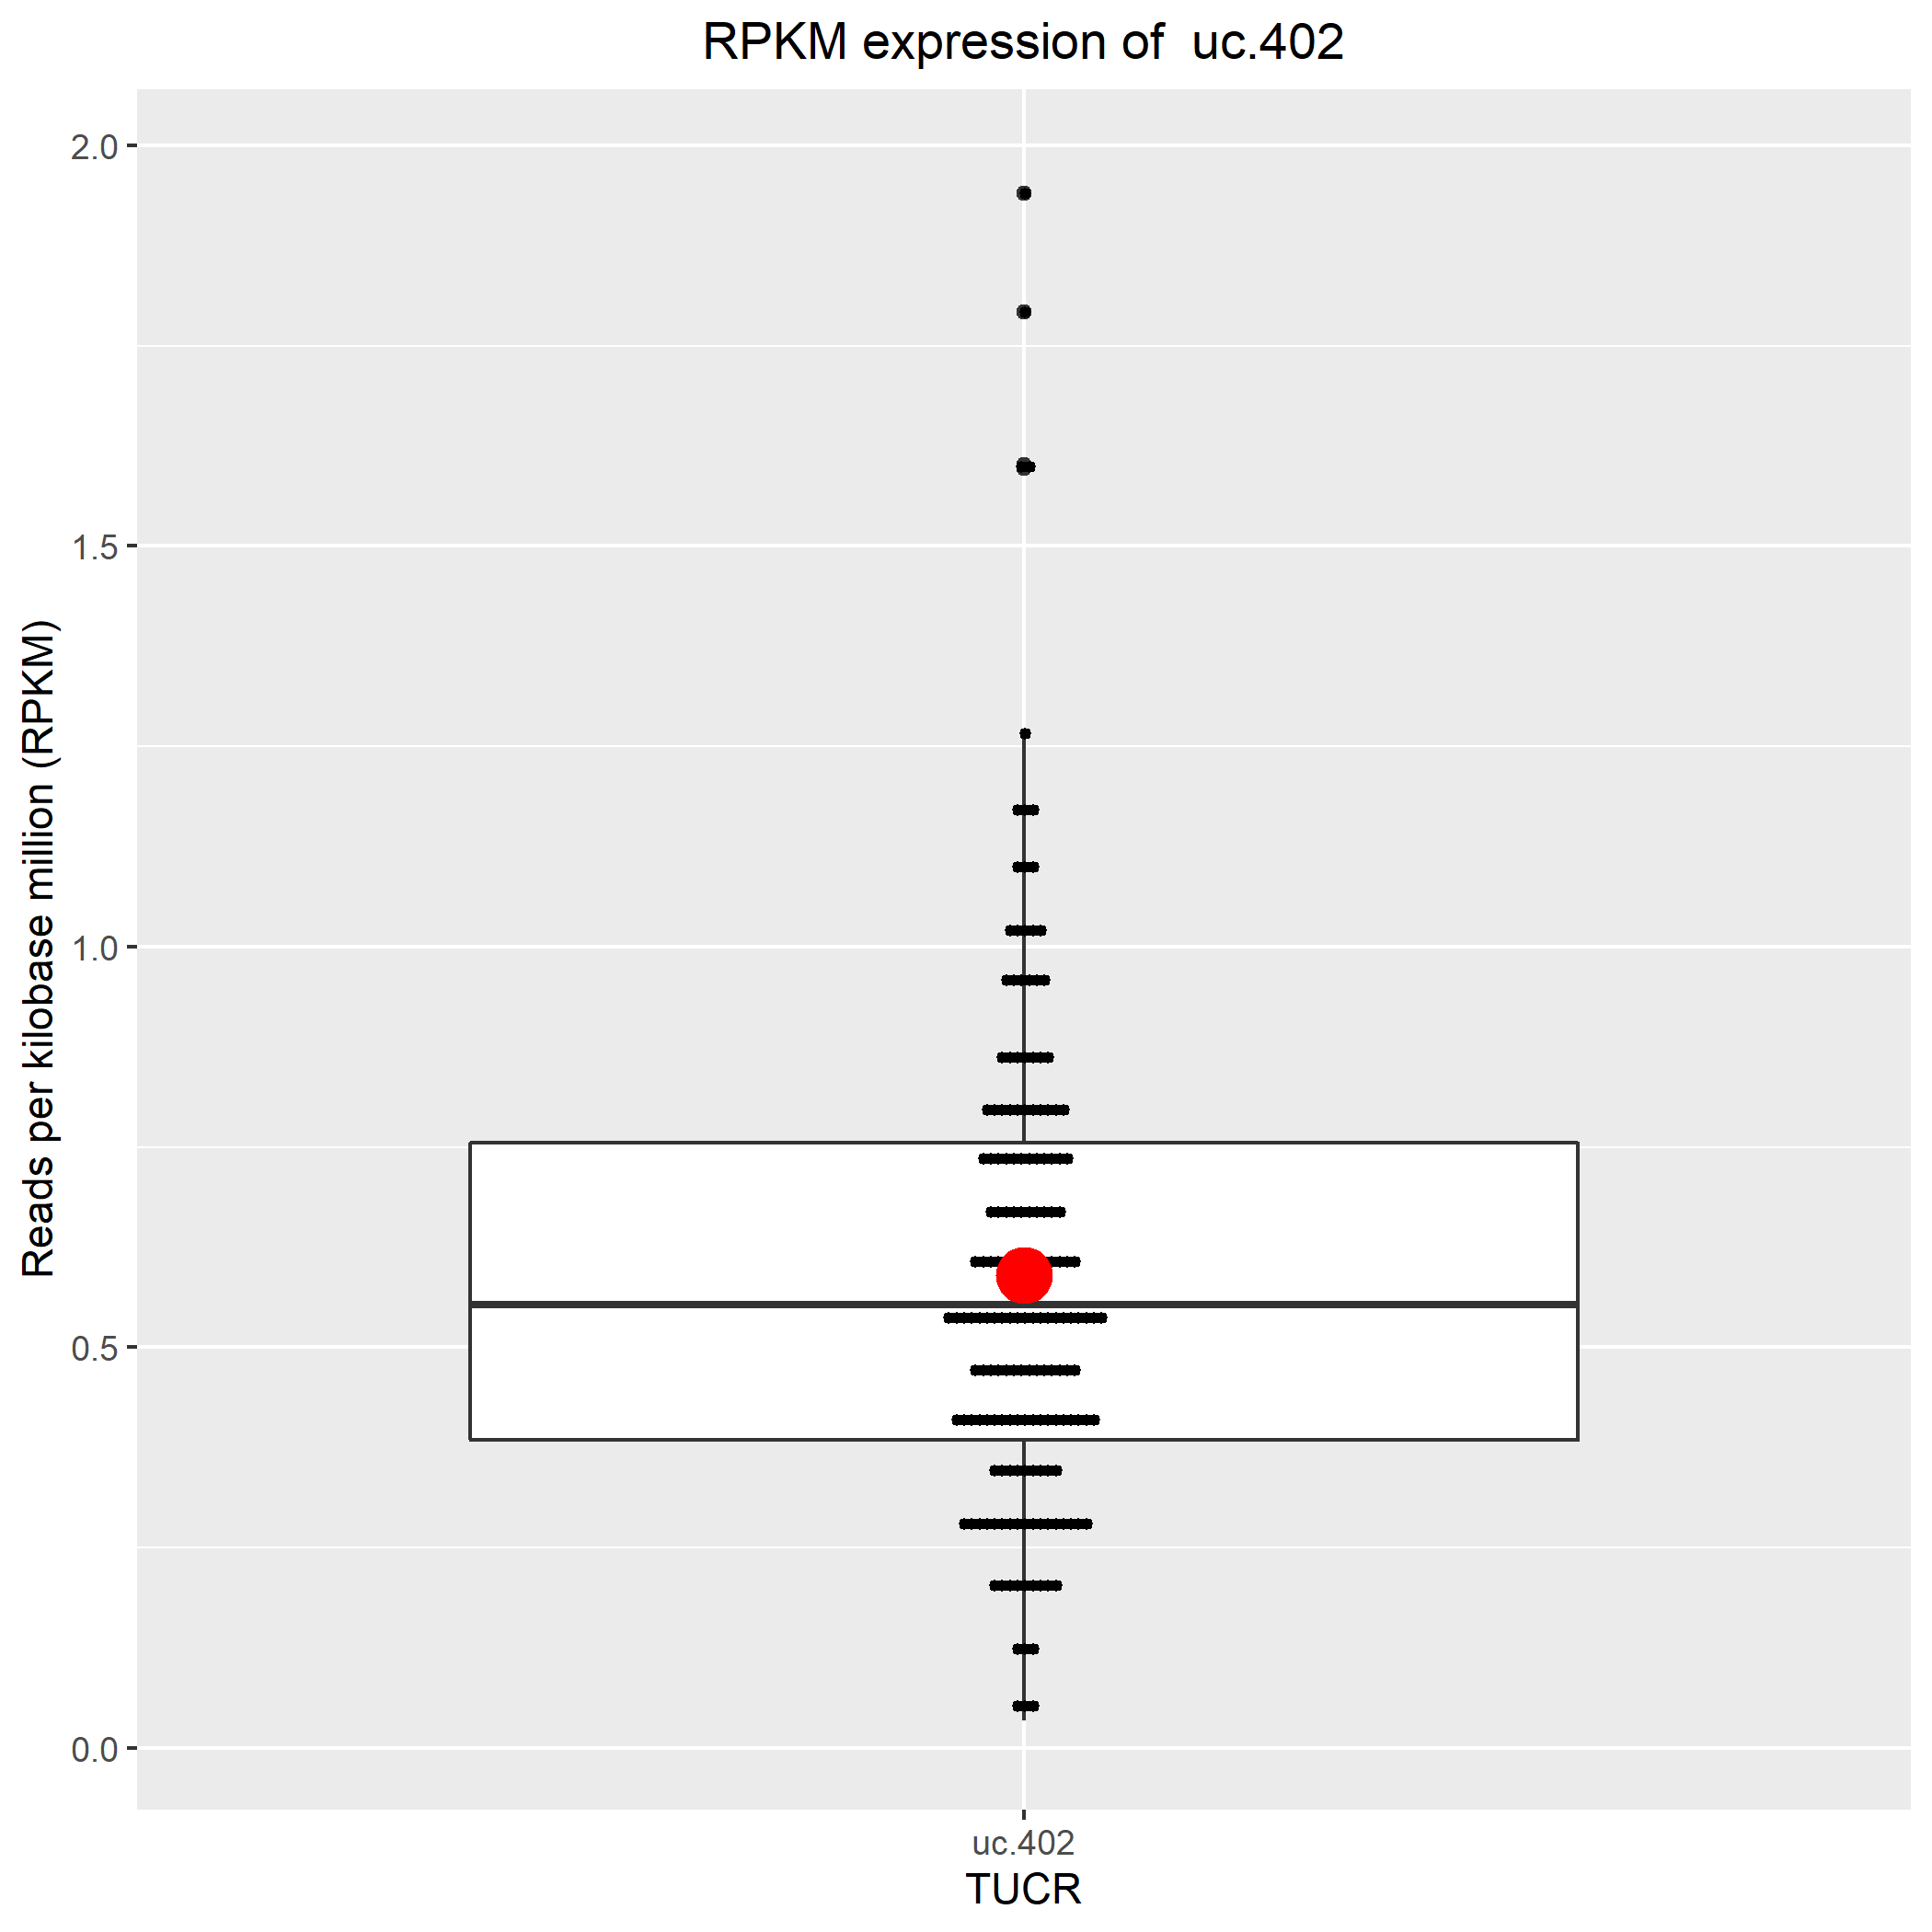 RPKM expression of  uc.402
Reads per kilobase million (RPKM)
2.0
1.5
1.0
0.5
0.0
uc.402
TUCR